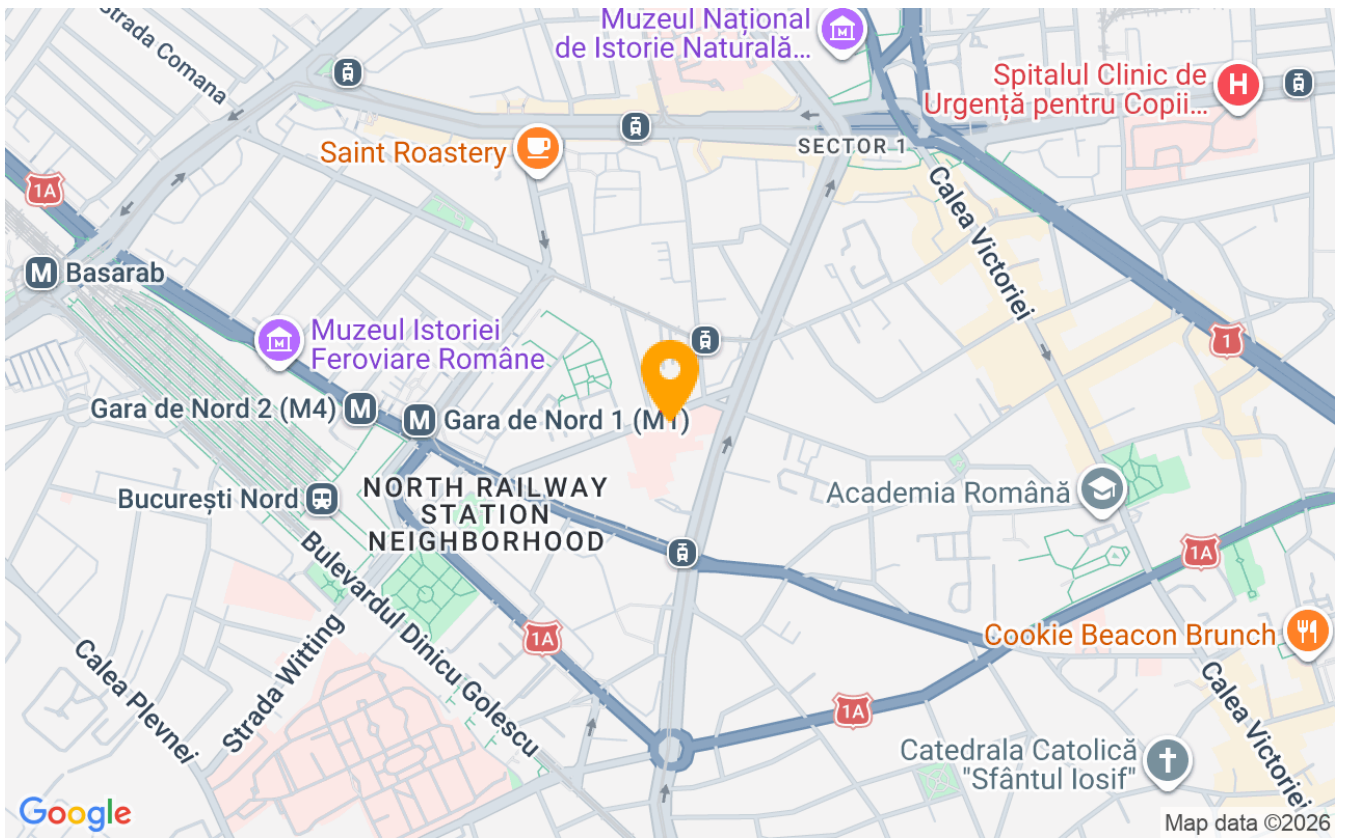 Muzeul Național
de Istorie Naturală...
Strada Comana
Spitalul Clinic de
Urgență pentru Copii...
H
Saint Roastery
SECTOR 1
1A
Calea Victoriei
M Basarab
Muzeul Istoriei
Feroviare Române
1
Gara de Nord 2 (M4) M
M Gara de Nord 1 (M1)
București Nord
NORTH RAILWAY
STATION
NEIGHBORHOOD
Academia Română
1A
Bulevardul Dinicu Golescu
Strada Witting
Calea Plevnei
1A
Cookie Beacon Brunch
1A
Calea Victoriei
Catedrala Catolică
"Sfântul Iosif"
Google
Map data ©2026